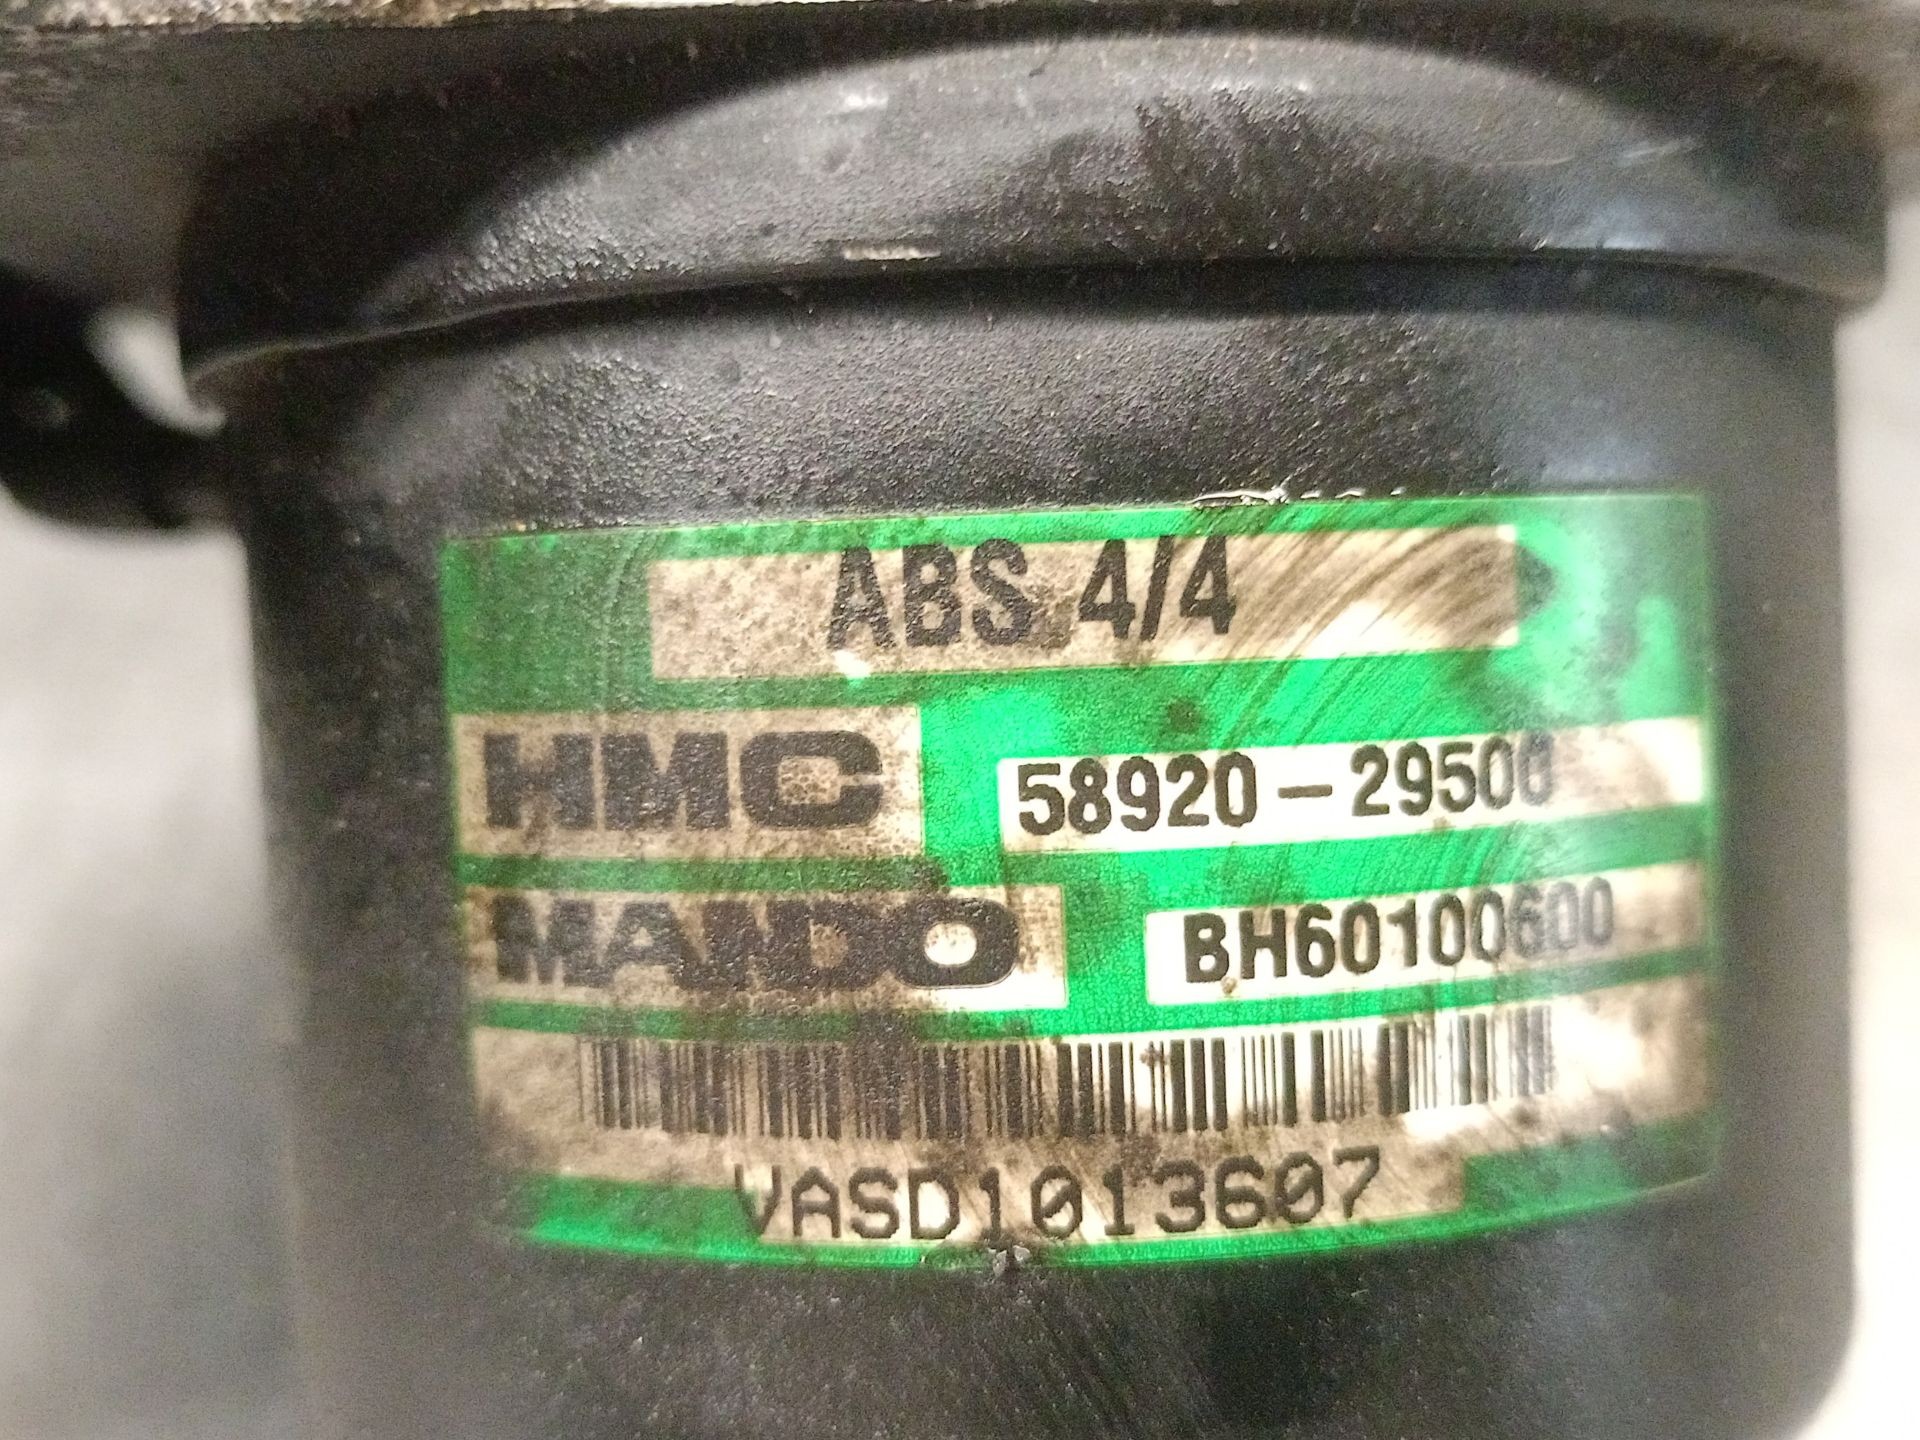 ABS 4/4
HMC 58920-29500
MANDO BH60100600
VASD1013607